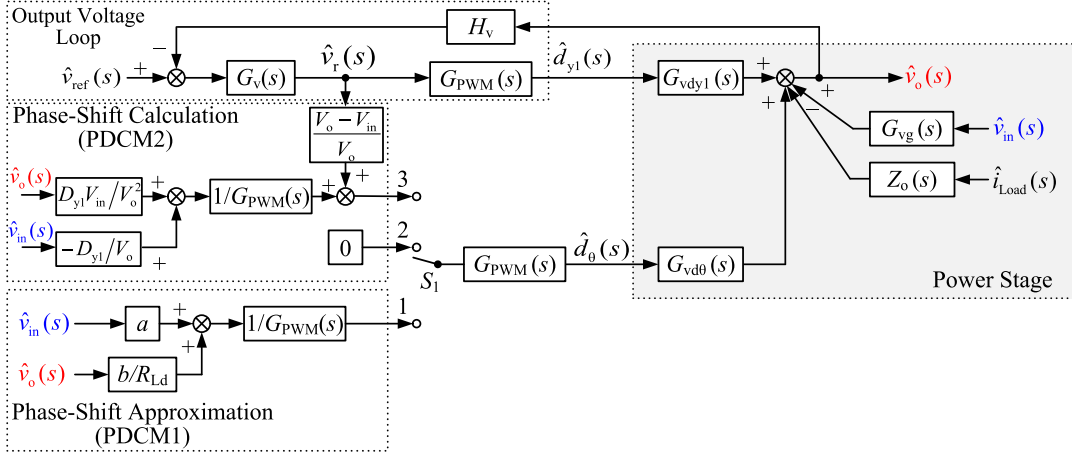 Output Voltage
Loop
H_v
−
+
v̂_ref(s)
G_v(s)
v̂_r(s)
G_PWM(s)
d̂_y1(s)
G_vdy1
+
+
+
−
v̂_o(s)
G_vg(s)
v̂_in(s)
Z_o(s)
î_Load(s)
Power Stage
Phase-Shift Calculation
(PDCM2)
V_o − V_in
V_o
v̂_o(s)
D_y1V_in/V_o^2
+
1/G_PWM(s)
+
+
3
v̂_in(s)
−D_y1/V_o
+
0
2
S_1
G_PWM(s)
d̂_θ(s)
G_vdθ(s)
1
v̂_in(s)
a
+
1/G_PWM(s)
+
v̂_o(s)
b/R_Ld
Phase-Shift Approximation
(PDCM1)